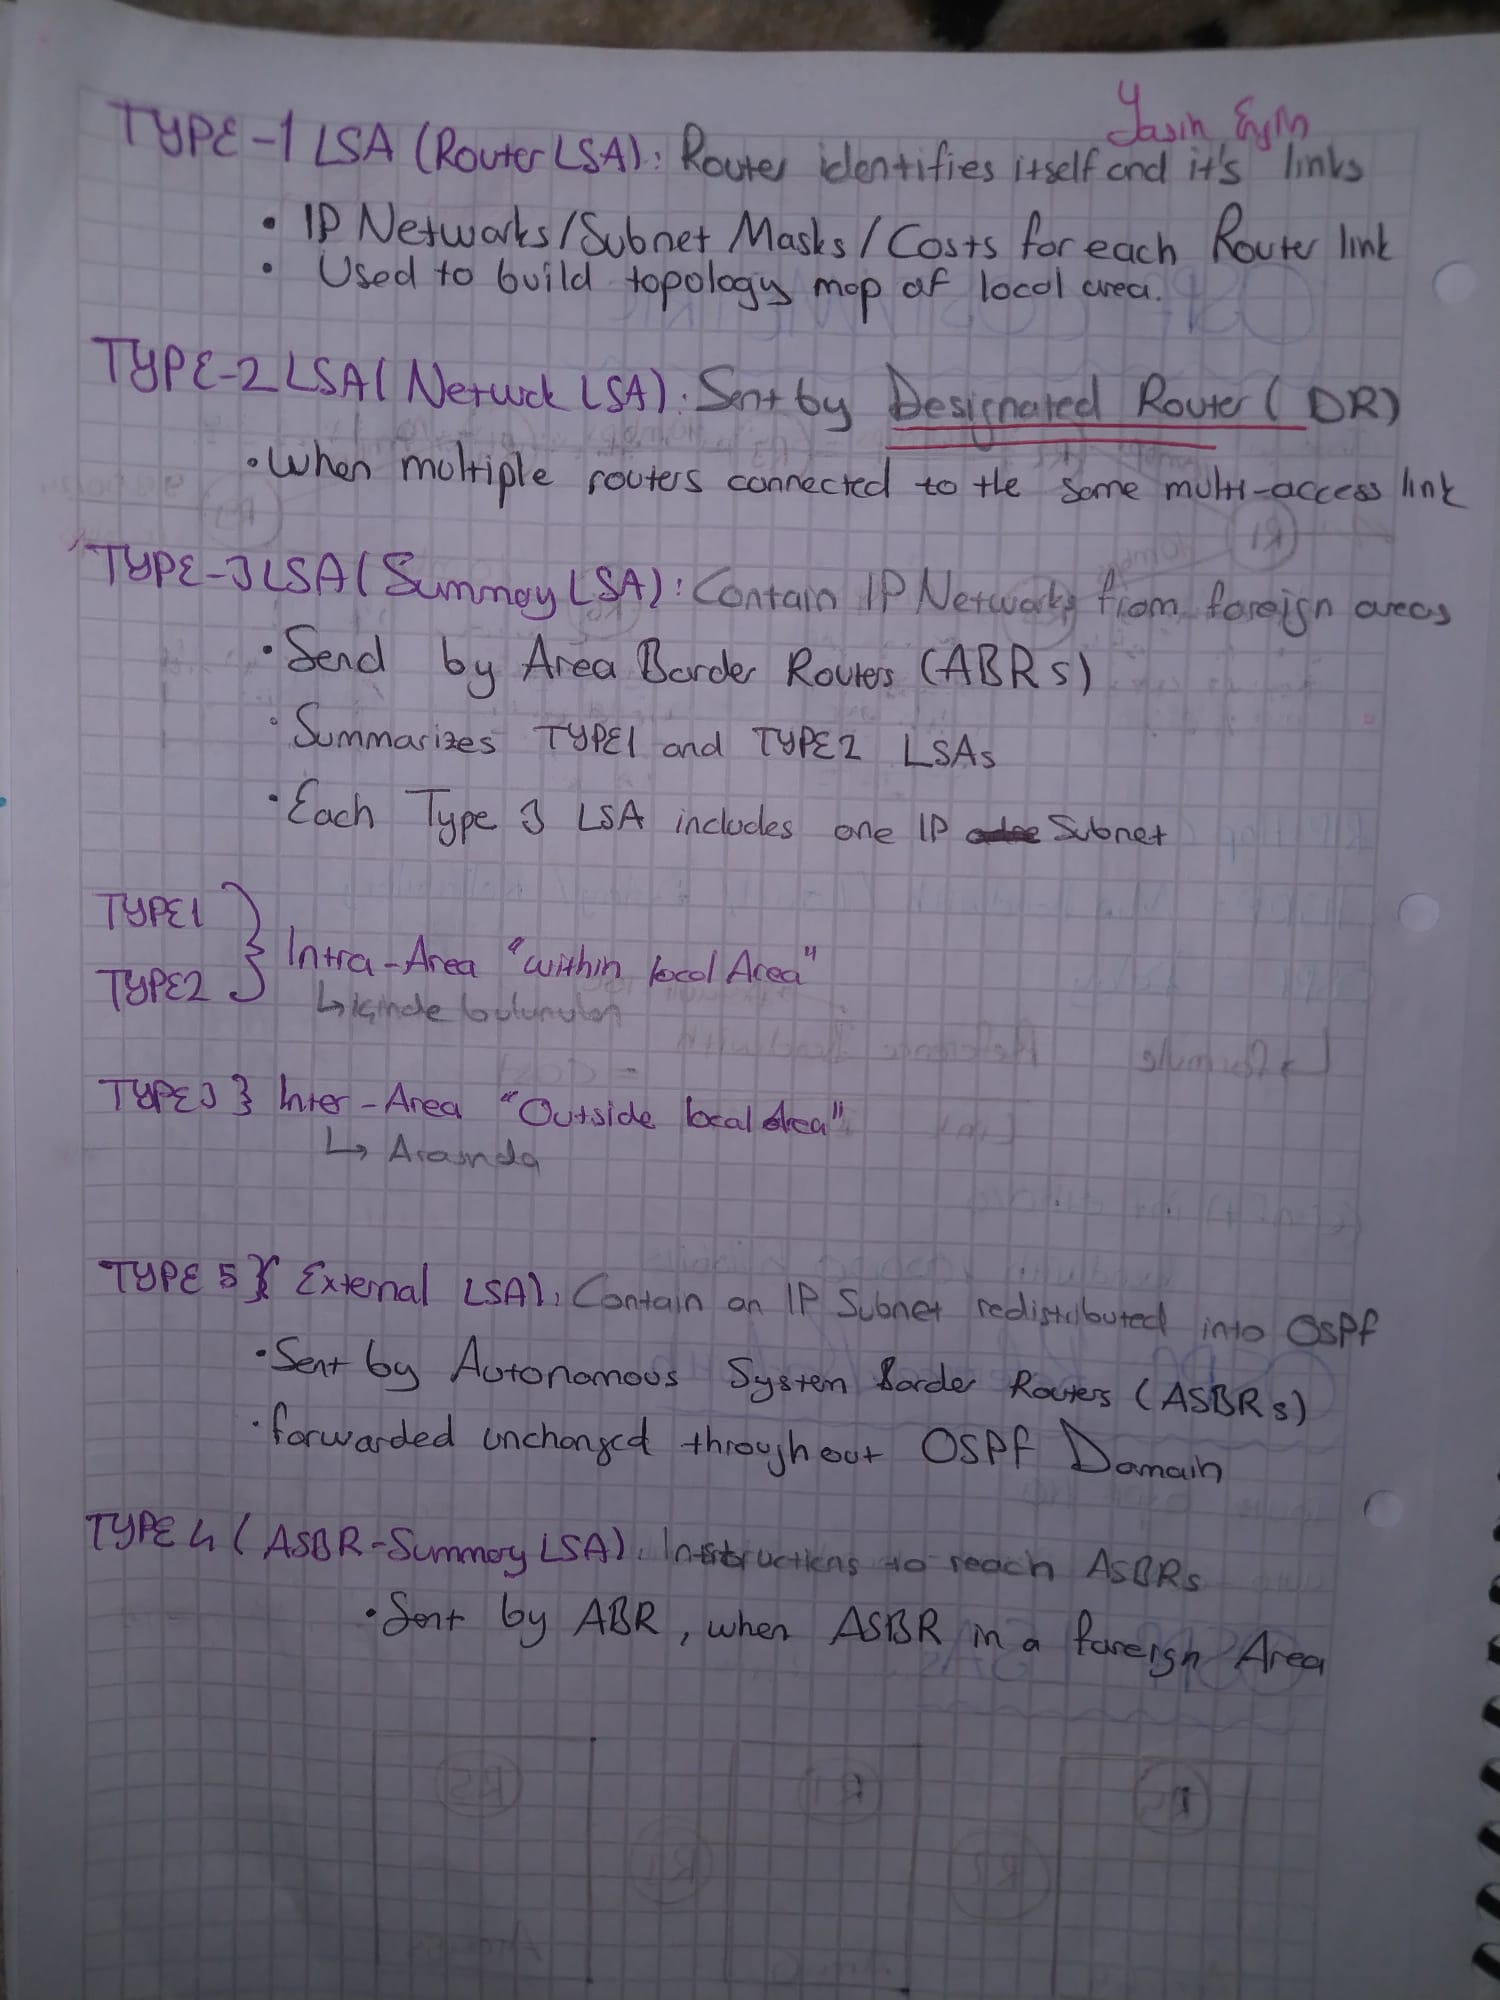 Yasin
TYPE-1 LSA (Router LSA): Router identifies itself and it's links
• IP Networks/Subnet Masks/Costs for each Router link
• Used to build topology map of local area.
TYPE-2 LSA (Network LSA): Sent by Designated Router (DR)
• When multiple routers connected to the same multi-access link
TYPE-3 LSA (Summary LSA): Contain IP Networks from foreign areas
• Send by Area Border Routers (ABRs)
• Summarizes TYPE1 and TYPE2 LSAs
• Each Type 3 LSA includes one IP Subnet
TYPE1
TYPE2 } Intra-Area "within local Area"
↳ içinde bulunulan
TYPE3 } Inter-Area "Outside local Area"
↳ Arasında
TYPE 5 ( External LSA): Contain an IP Subnet redistributed into OSPF
• Sent by Autonomous System Border Routers (ASBRs)
• forwarded unchanged throughout OSPF Domain
TYPE 4 (ASBR-Summary LSA): Instructions to reach ASBRs
• Sent by ABR, when ASBR in a foreign Area